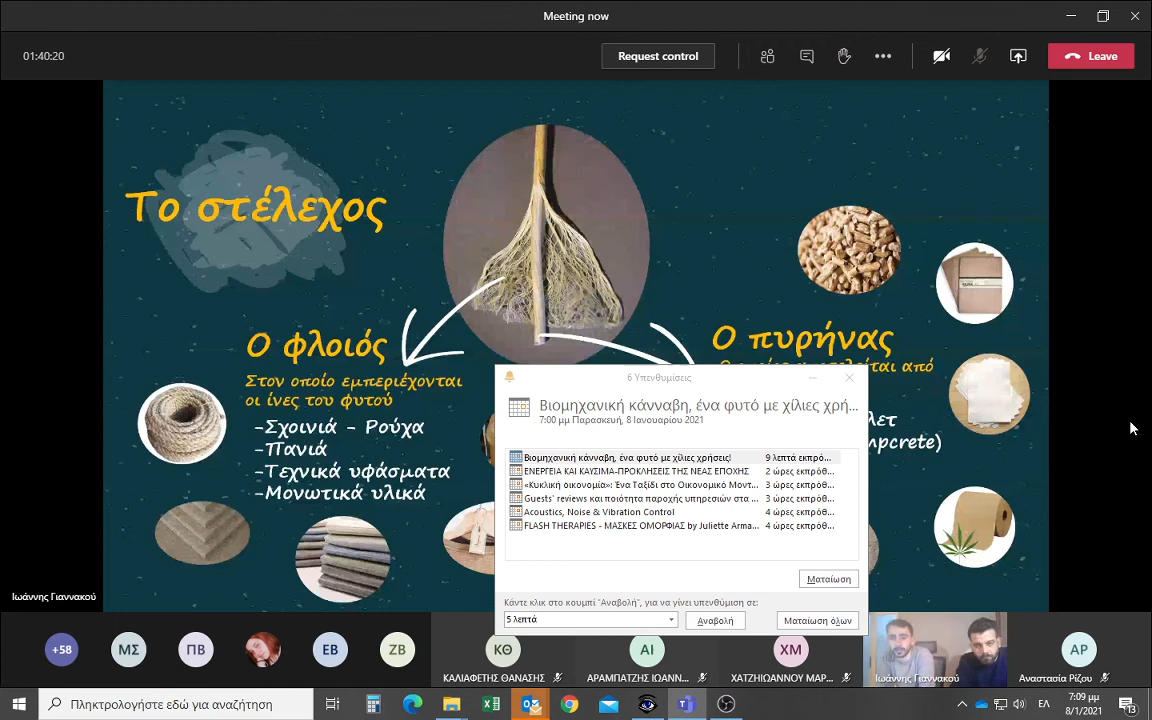 Meeting now
01:40:20
Request control
Leave
Το στέλεχος
Ο φλοιός
Στον οποίο εμπεριέχονται
οι ίνες του φυτού
-Σχοινιά - Ρούχα
-Πανιά
-Τεχνικά υφάσματα
-Μονωτικά υλικά
Ο πυρήνας
από
λετ
mpcrete)
6 Υπενθυμίσεις
Βιομηχανική κάνναβη, ένα φυτό με χίλιες χρή...
7:00 μμ Παρασκευή, 8 Ιανουαρίου 2021
Βιομηχανική κάνναβη, ένα φυτό με χίλιες χρήσεις! 9 λεπτά εκπρό...
ΕΝΕΡΓΕΙΑ ΚΑΙ ΚΑΥΣΙΜΑ-ΠΡΟΚΛΗΣΕΙΣ ΤΗΣ ΝΕΑΣ ΕΠΟΧΗΣ 2 ώρες εκπρόθ...
«Κυκλική οικονομία»: Ένα Ταξίδι στο Οικονομικό Μοντ... 3 ώρες εκπρόθ...
Guests' reviews και ποιότητα παροχής υπηρεσιών στα ... 3 ώρες εκπρόθ...
Acoustics, Noise & Vibration Control 4 ώρες εκπρόθ...
FLASH THERAPIES - ΜΑΣΚΕΣ ΟΜΟΡΦΙΑΣ by Juliette Arma... 4 ώρες εκπρόθ...
Ματαίωση
Κάντε κλικ στο κουμπί "Αναβολή", για να γίνει υπενθύμιση σε:
5 λεπτά
Αναβολή
Ματαίωση όλων
Ιωάννης Γιαννακού
+58
ΜΣ
ΠΒ
ΕΒ
ΖΒ
ΚΘ
ΚΑΛΙΑΦΕΤΗΣ ΘΑΝΑΣΗΣ
ΑΙ
ΑΡΑΜΠΑΤΖΗΣ ΙΩΑΝΝ...
ΧΜ
ΧΑΤΖΗΙΩΑΝΝΟΥ ΜΑΡ...
Ιωάννης Γιαννακού
ΑΡ
Αναστασία Ρίζου
Πληκτρολογήστε εδώ για αναζήτηση
ΕΛ
7:09 μμ
8/1/2021
13